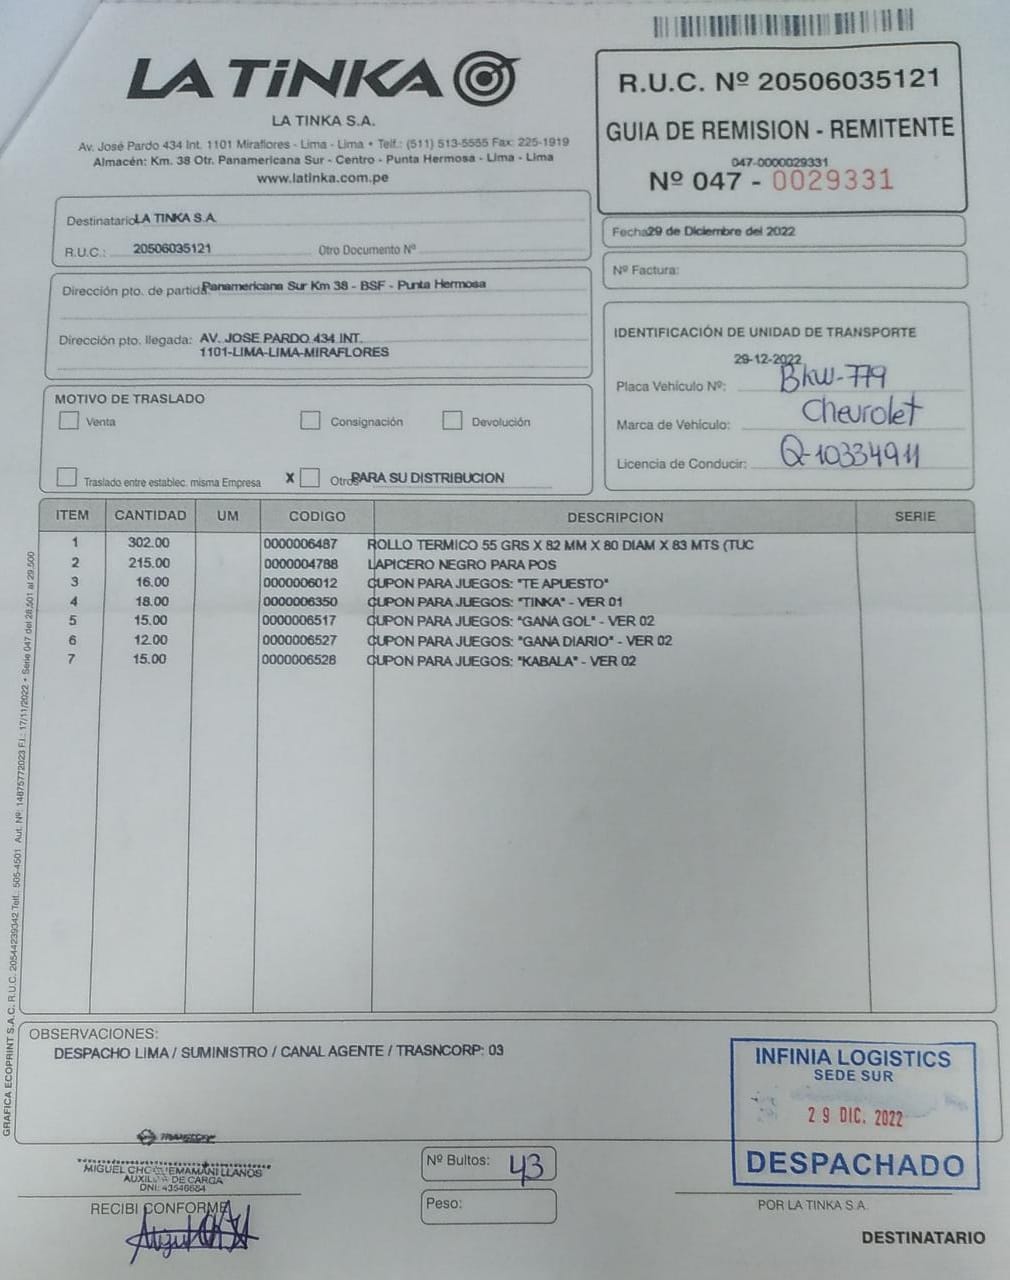 LA TiNKA
LA TINKA S.A.
Av. José Pardo 434 Int. 1101 Miraflores - Lima - Lima • Telf.: (511) 513-5555 Fax: 225-1919
Almacén: Km. 38 Otr. Panamericana Sur - Centro - Punta Hermosa - Lima - Lima
www.latinka.com.pe
R.U.C. Nº 20506035121
GUIA DE REMISION - REMITENTE
047-0000029331
Nº 047 - 0029331
Destinatario LA TINKA S.A.
R.U.C.: 20506035121 Otro Documento Nº
Fecha 29 de Diciembre del 2022
Nº Factura:
Dirección pto. de partida Panamericana Sur Km 38 - BSF - Punta Hermosa
Dirección pto. llegada: AV. JOSE PARDO 434 INT.
1101-LIMA-LIMA-MIRAFLORES
IDENTIFICACIÓN DE UNIDAD DE TRANSPORTE
29-12-2022
Placa Vehículo Nº: BKW-779
Marca de Vehículo: Chevrolet
Licencia de Conducir: Q-10334911
MOTIVO DE TRASLADO
Venta Consignación Devolución
Traslado entre establec. misma Empresa X Otros PARA SU DISTRIBUCION
ITEM CANTIDAD UM CODIGO DESCRIPCION SERIE
1 302.00 0000006487 ROLLO TERMICO 55 GRS X 82 MM X 80 DIAM X 83 MTS (TUC
2 215.00 0000004788 LAPICERO NEGRO PARA POS
3 16.00 0000006012 CUPON PARA JUEGOS: "TE APUESTO"
4 18.00 0000006350 CUPON PARA JUEGOS: "TINKA" - VER 01
5 15.00 0000006517 CUPON PARA JUEGOS: "GANA GOL" - VER 02
6 12.00 0000006527 CUPON PARA JUEGOS: "GANA DIARIO" - VER 02
7 15.00 0000006528 CUPON PARA JUEGOS: "KABALA" - VER 02
GRAFICA ECOPRINT S.A.C. R.U.C. 20544239042 Telf.: 505-4501 Aut. Nº: 14875772023 F.I.: 17/11/2022 • Serie 047 del 28,501 al 29,500
OBSERVACIONES:
DESPACHO LIMA / SUMINISTRO / CANAL AGENTE / TRASNCORP: 03
INFINIA LOGISTICS
SEDE SUR
29 DIC. 2022
DESPACHADO
MIGUEL CHOQUEMAMANI LLANOS
AUXILIAR DE CARGA
DNI: 43546684
RECIBI CONFORME
Nº Bultos: 43
Peso:
POR LA TINKA S.A.
DESTINATARIO